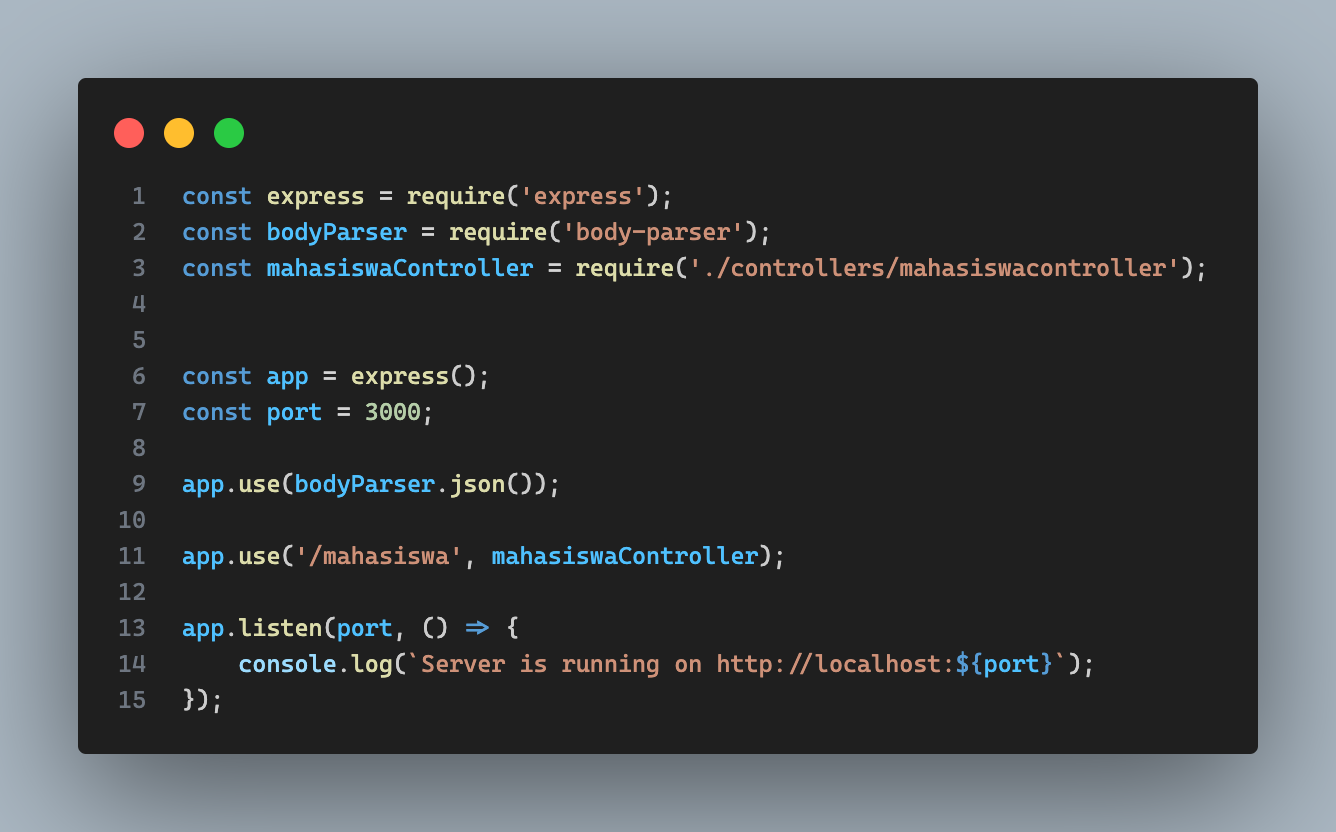 1 const express = require('express');
2 const bodyParser = require('body-parser');
3 const mahasiswaController = require('./controllers/mahasiswacontroller');
4
5
6 const app = express();
7 const port = 3000;
8
9 app.use(bodyParser.json());
10
11 app.use('/mahasiswa', mahasiswaController);
12
13 app.listen(port, () => {
14     console.log(`Server is running on http://localhost:${port}`);
15 });